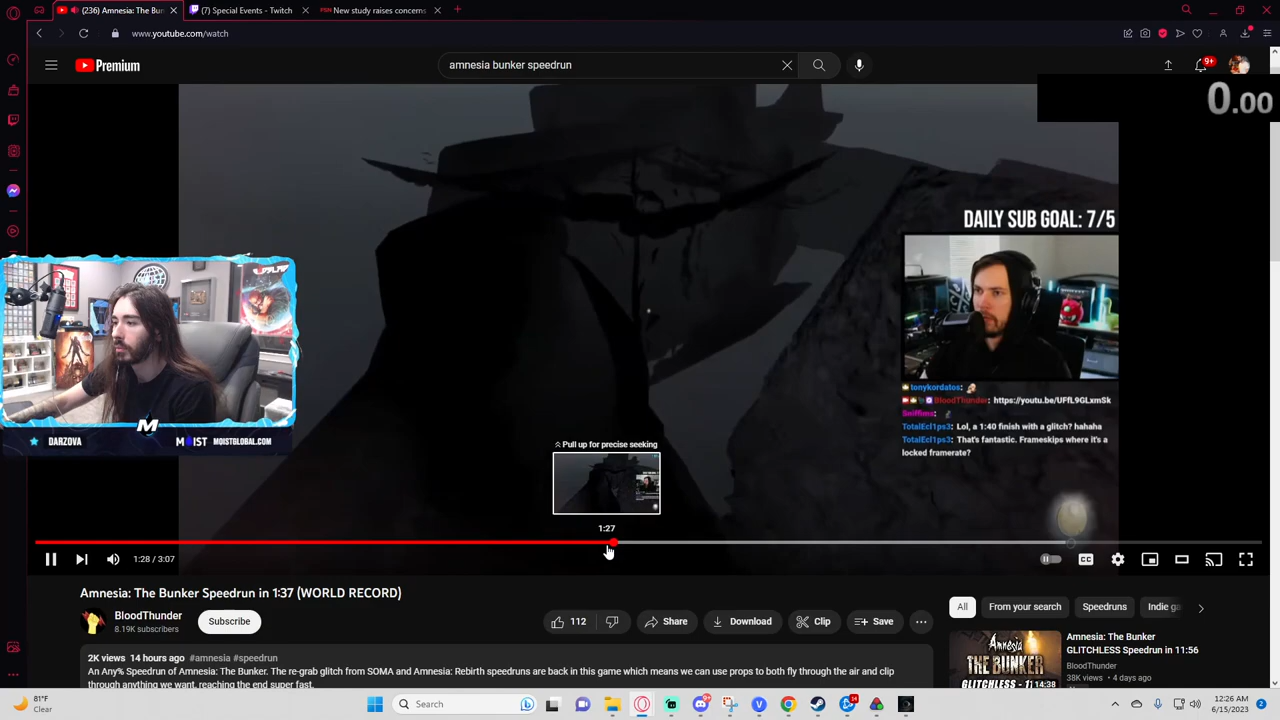 (236) Amnesia: The Bun
(7) Special Events - Twitch
New study raises concerns
www.youtube.com/watch
Premium
amnesia bunker speedrun
9+
0.00
DAILY SUB GOAL: 7/5
tonykordatos:
BloodThunder: https://youtu.be/UFfL9GLxmSk
Sniffims:
TotalEcl1ps3: Lol, a 1:40 finish with a glitch? hahaha
TotalEcl1ps3: That's fantastic. Frameskips where it's a
locked framerate?
DARZOVA
M
MOIST
MOISTGLOBAL.COM
Pull up for precise seeking
1:27
1:28 / 3:07
CC
Amnesia: The Bunker Speedrun in 1:37 (WORLD RECORD)
BloodThunder
8.19K subscribers
Subscribe
112
Share
Download
Clip
Save
All
From your search
Speedruns
Indie ga
2K views 14 hours ago #amnesia #speedrun
An Any% Speedrun of Amnesia: The Bunker. The re-grab glitch from SOMA and Amnesia: Rebirth speedruns are back in this game which means we can use props to both fly through the air and clip
through anything we want, reaching the end super fast.
Amnesia
THE BUNKER
14:38
Amnesia: The Bunker
GLITCHLESS Speedrun in 11:56
BloodThunder
38K views • 4 days ago
81°F
Clear
Search
12:26 AM
6/15/2023